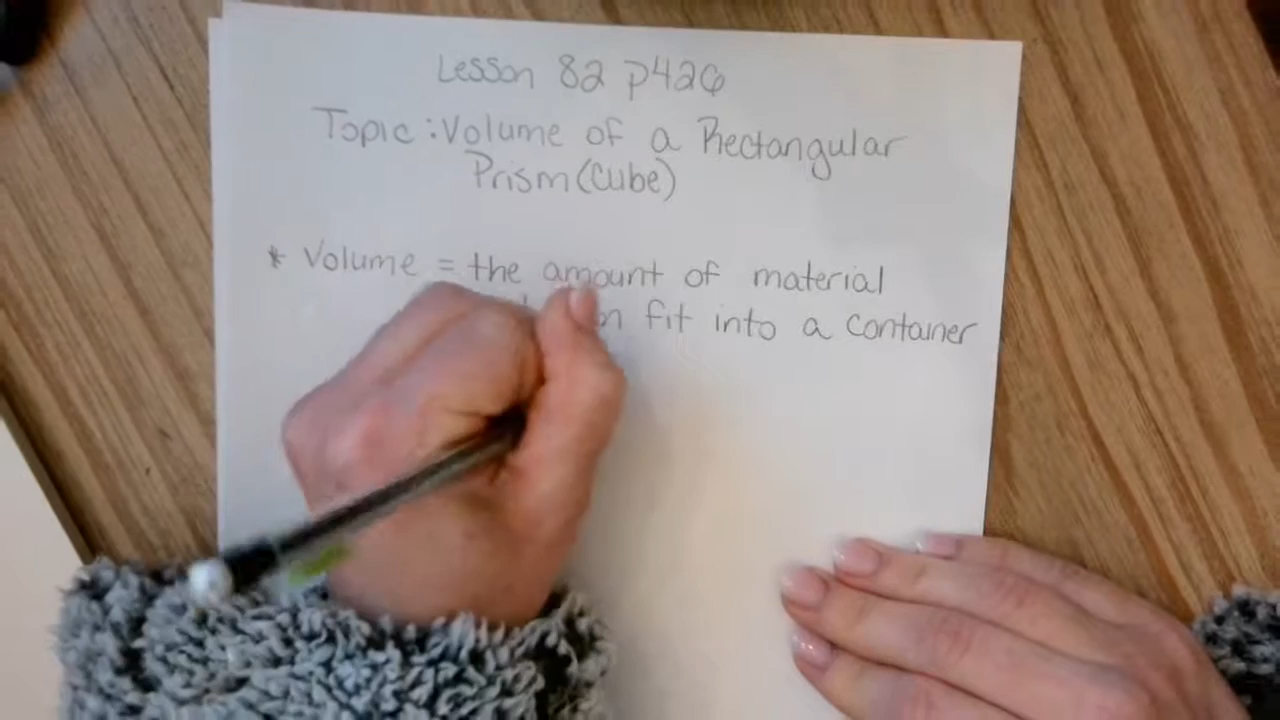 Lesson 82 p426
Topic: Volume of a Rectangular
Prism (Cube)
* Volume = the amount of material
fit into a container